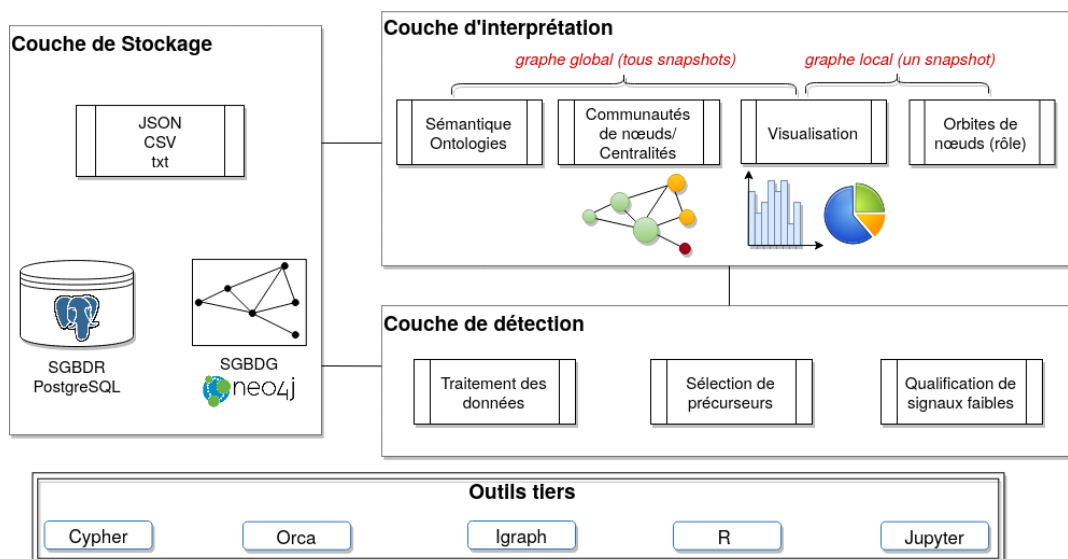 Couche de Stockage
JSON
CSV
txt
SGBDR
PostgreSQL
SGBDG
neo4j
Couche d'interprétation
graphe global (tous snapshots)
graphe local (un snapshot)
Sémantique
Ontologies
Communautés
de nœuds/
Centralités
Visualisation
Orbites de
nœuds (rôle)
Couche de détection
Traitement des
données
Sélection de
précurseurs
Qualification de
signaux faibles
Outils tiers
Cypher
Orca
Igraph
R
Jupyter